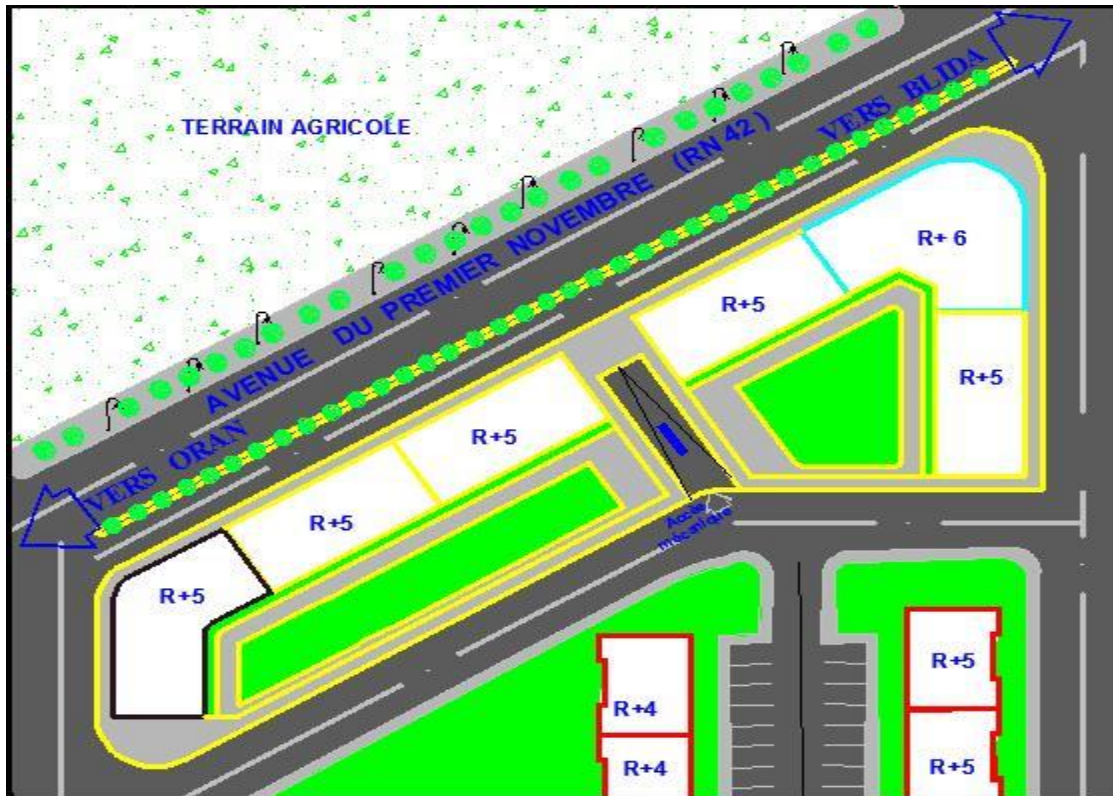 TERRAIN AGRICOLE
VERS BLIDA
AVENUE DU PREMIER NOVEMBRE (RN 42)
VERS ORAN
R+ 6
R+5
R+5
R+5
R+5
R+5
Accès
mécanique
R+4
R+4
R+5
R+5